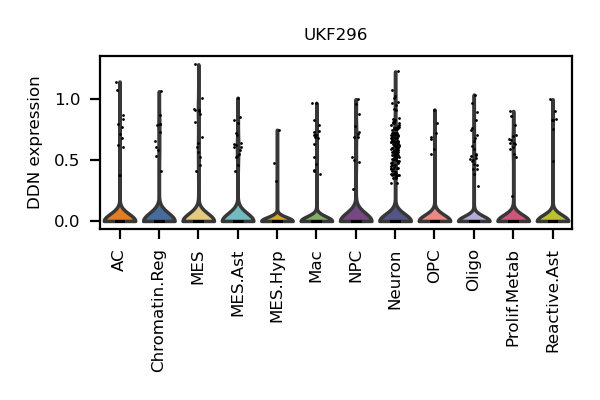 UKF296
DDN expression
1.0
0.5
0.0
AC
Chromatin.Reg
MES
MES.Ast
MES.Hyp
Mac
NPC
Neuron
OPC
Oligo
Prolif.Metab
Reactive.Ast